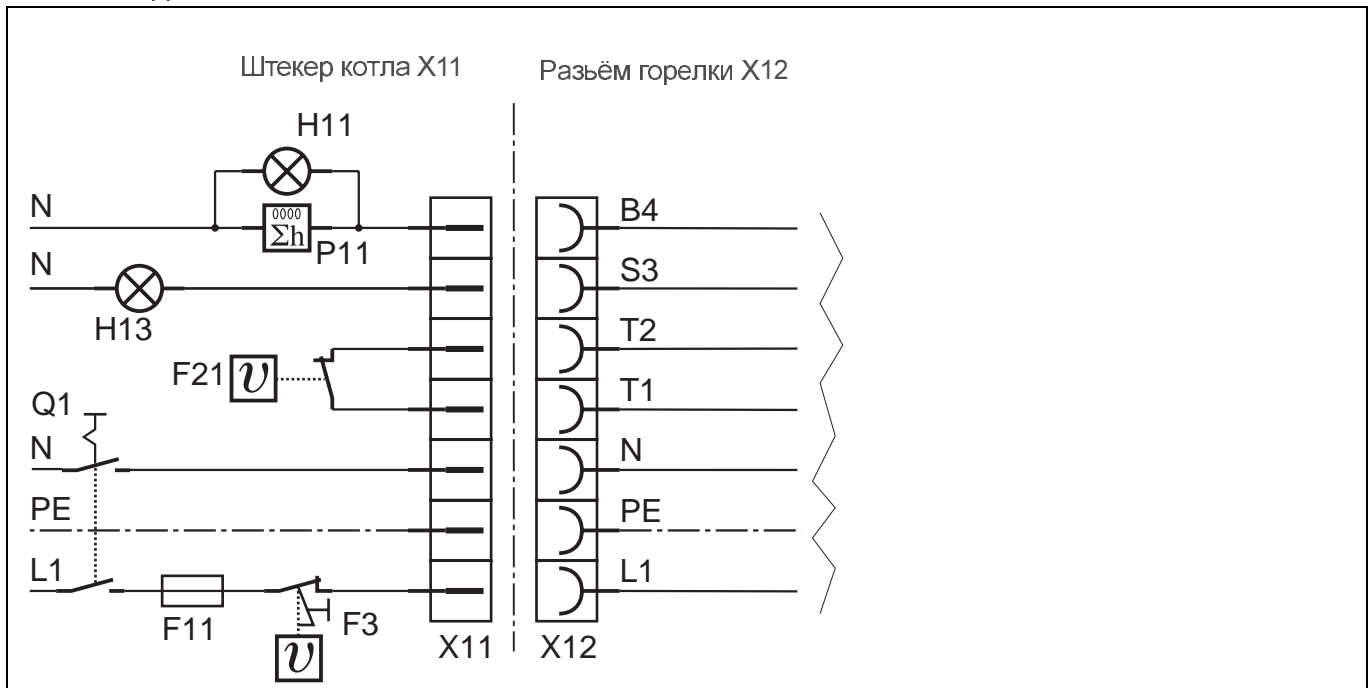 Штекер котла X11
Разьём горелки X12
H11
N
0000
Σh
P11
B4
N
H13
S3
T2
F21
υ
T1
Q1
N
N
PE
PE
L1
L1
F11
F3
υ
X11
X12